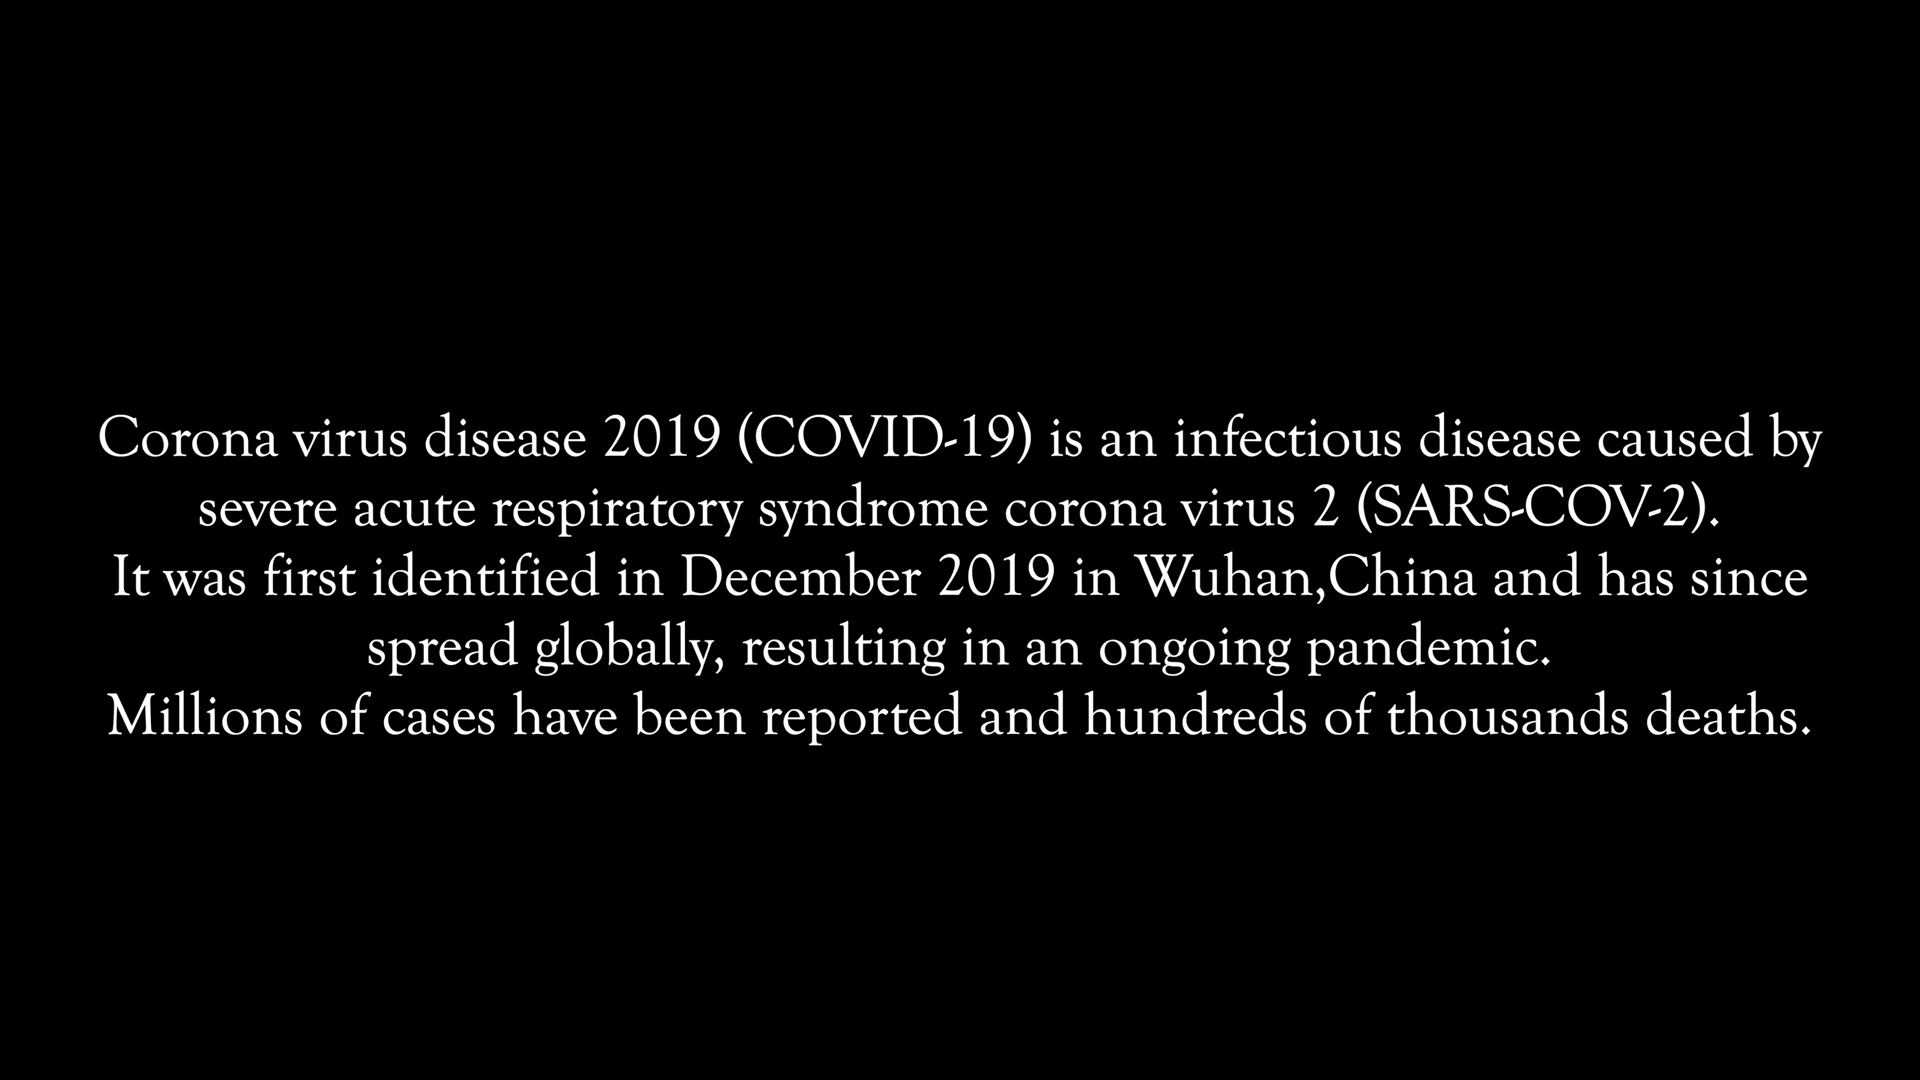 Corona virus disease 2019 (COVID-19) is an infectious disease caused by
severe acute respiratory syndrome corona virus 2 (SARS-COV-2).
It was first identified in December 2019 in Wuhan,China and has since
spread globally, resulting in an ongoing pandemic.
Millions of cases have been reported and hundreds of thousands deaths.